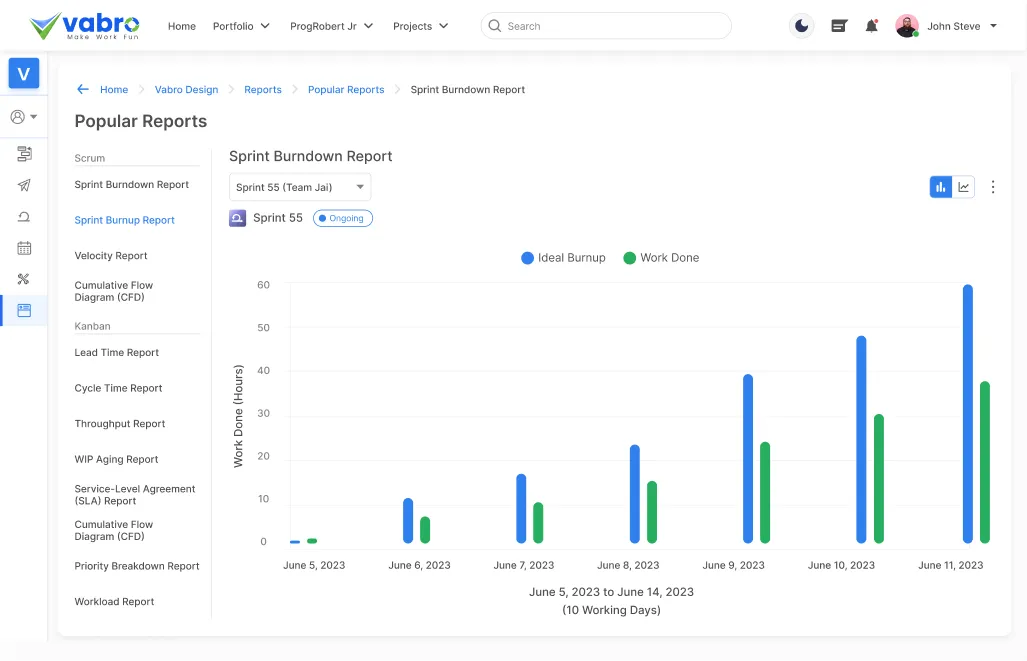 vabro
Make Work Fun
Home
Portfolio
ProgRobert Jr
Projects
Search
John Steve
V
Home
Vabro Design
Reports
Popular Reports
Sprint Burndown Report
Popular Reports
Scrum
Sprint Burndown Report
Sprint Burnup Report
Velocity Report
Cumulative Flow
Diagram (CFD)
Kanban
Lead Time Report
Cycle Time Report
Throughput Report
WIP Aging Report
Service-Level Agreement
(SLA) Report
Cumulative Flow
Diagram (CFD)
Priority Breakdown Report
Workload Report
Sprint Burndown Report
Sprint 55 (Team Jai)
Sprint 55
Ongoing
Ideal Burnup
Work Done
Work Done (Hours)
60
50
40
30
20
10
0
June 5, 2023
June 6, 2023
June 7, 2023
June 8, 2023
June 9, 2023
June 10, 2023
June 11, 2023
June 5, 2023 to June 14, 2023
(10 Working Days)